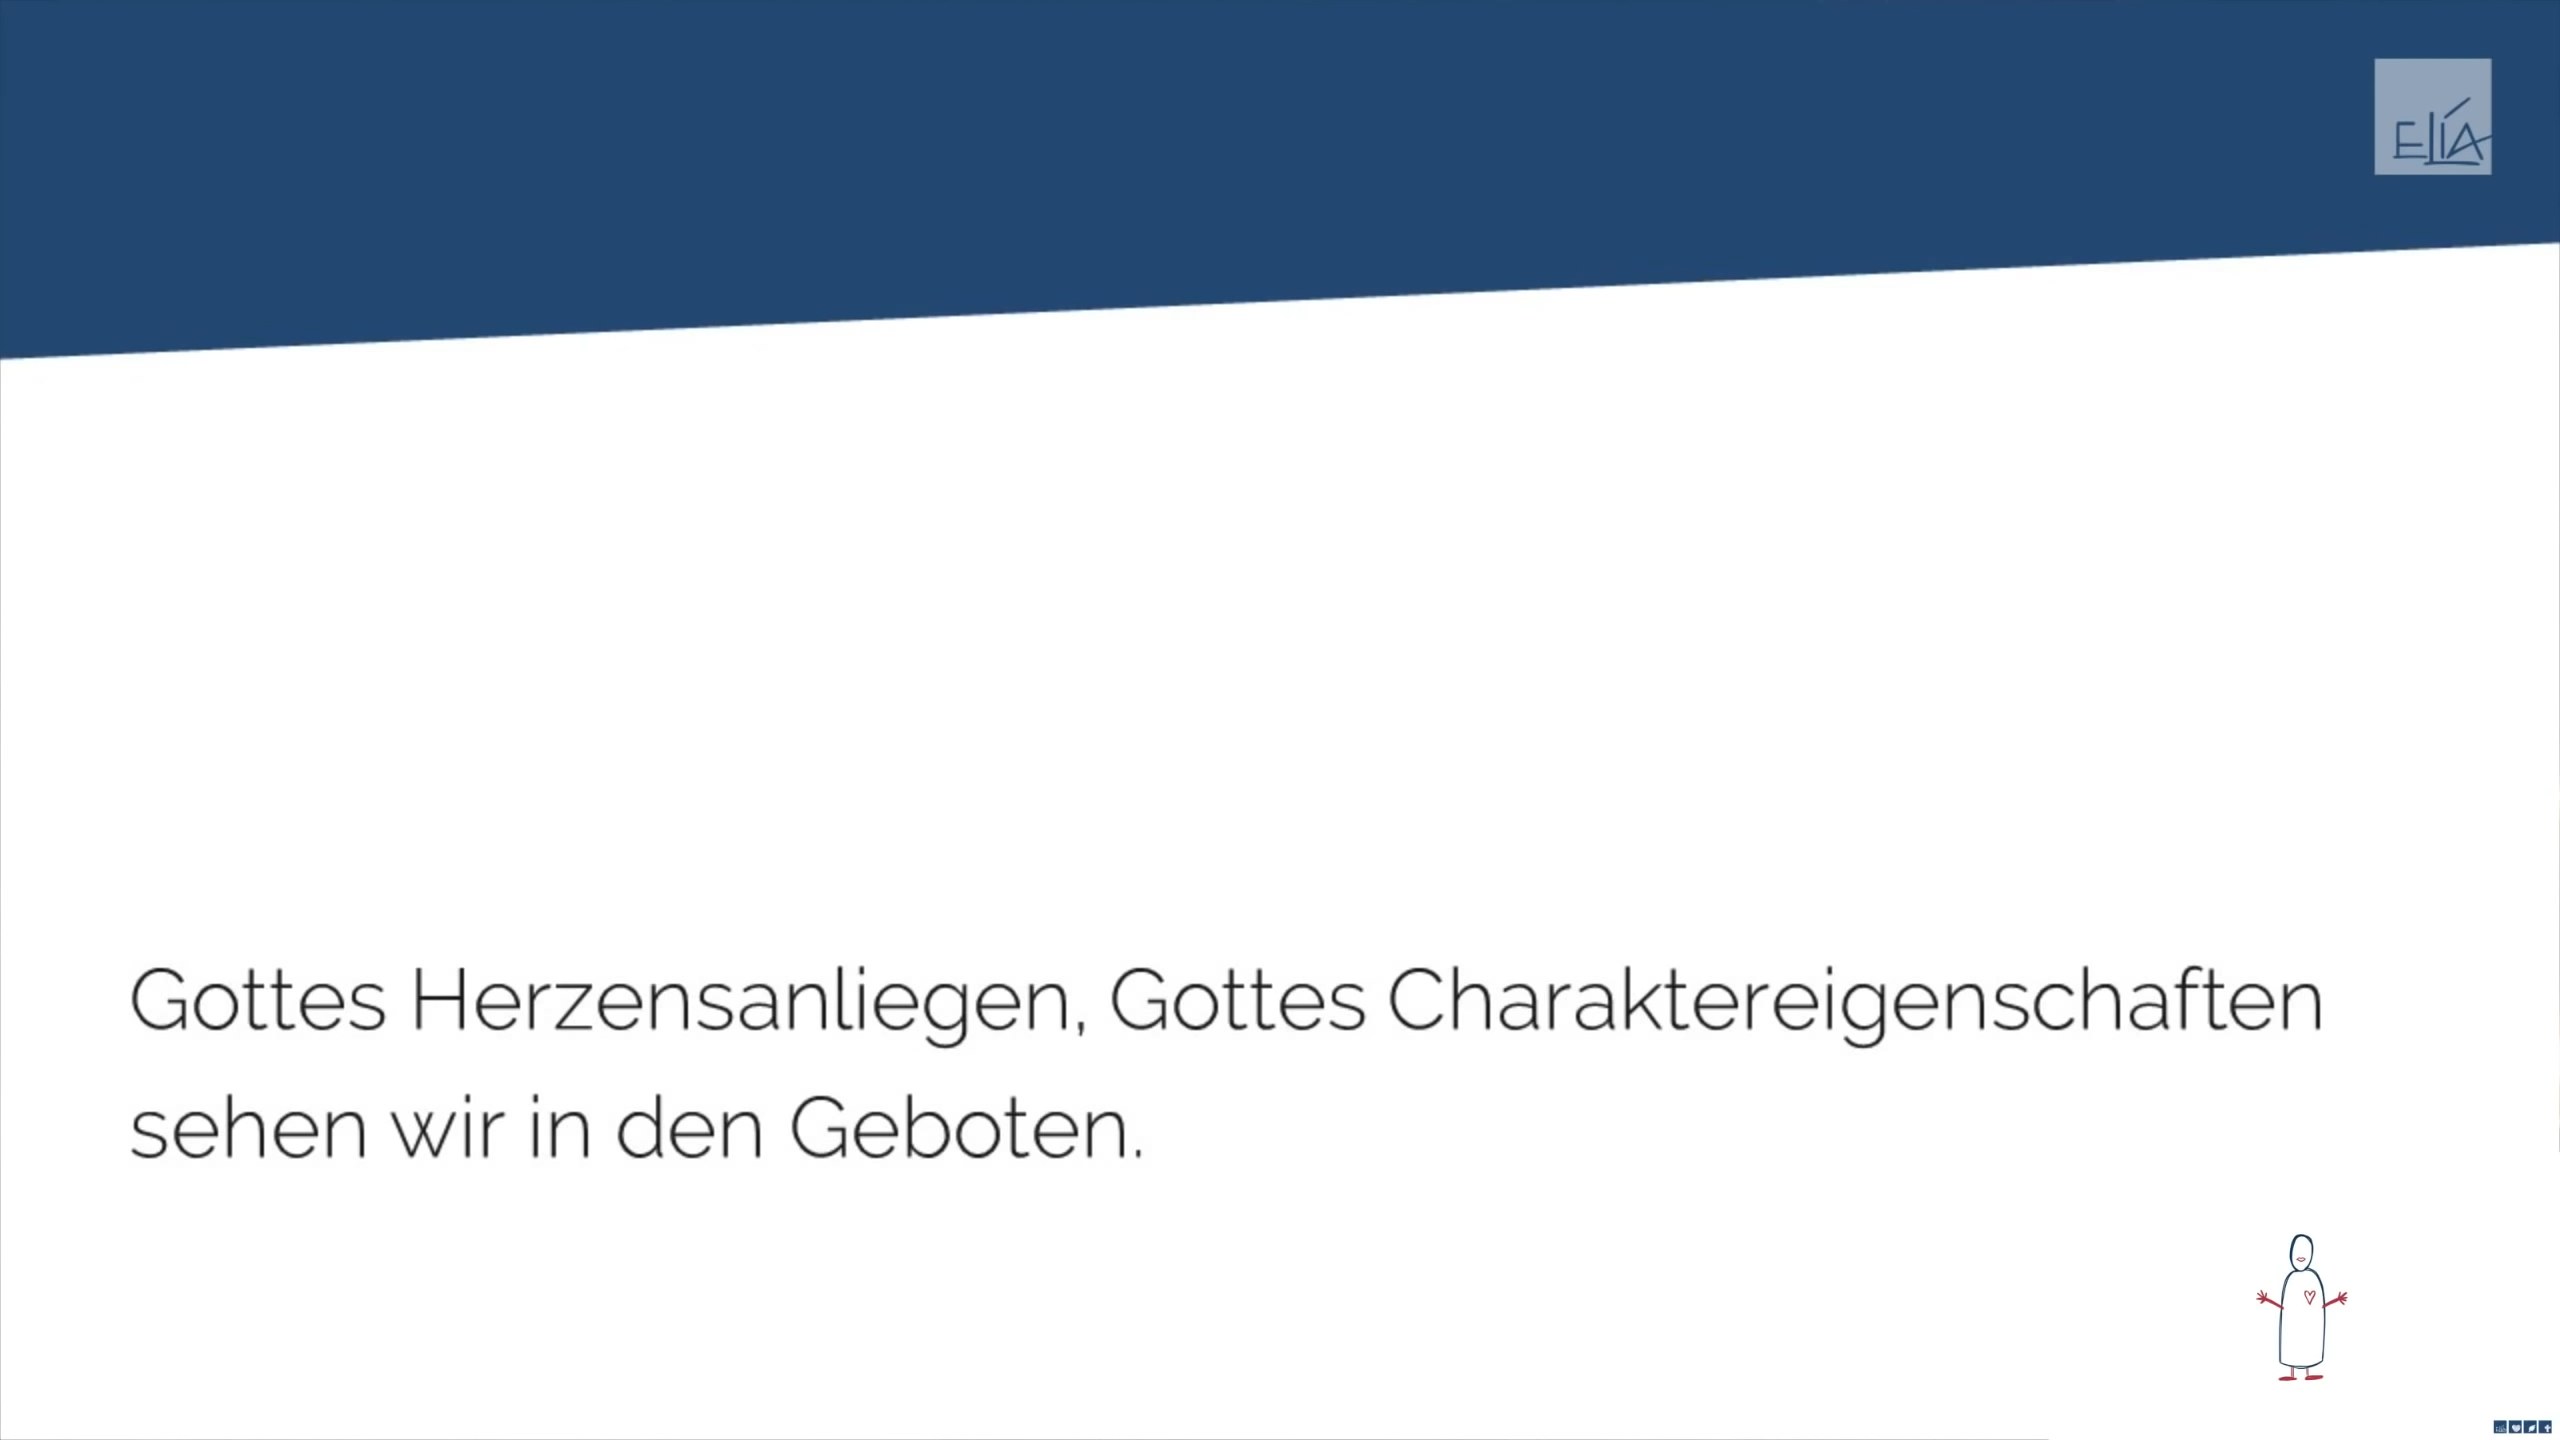 ELIA
Gottes Herzensanliegen, Gottes Charaktereigenschaften
sehen wir in den Geboten.